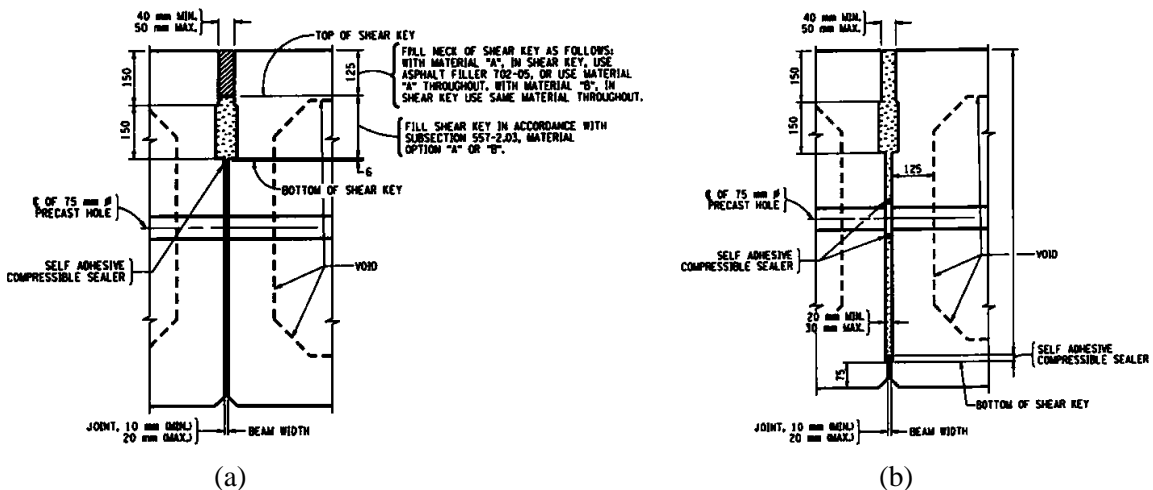 40 mm MIN.
50 mm MAX.
TOP OF SHEAR KEY
150
125
FILL NECK OF SHEAR KEY AS FOLLOWS:
WITH MATERIAL "A", IN SHEAR KEY, USE
ASPHALT FILLER 702-05, OR USE MATERIAL
"A" THROUGHOUT. WITH MATERIAL "B", IN
SHEAR KEY USE SAME MATERIAL THROUGHOUT.
150
FILL SHEAR KEY IN ACCORDANCE WITH
SUBSECTION 557-2.03, MATERIAL
OPTION "A" OR "B".
6
BOTTOM OF SHEAR KEY
℄ OF 75 mm ø
PRECAST HOLE
SELF ADHESIVE
COMPRESSIBLE SEALER
VOID
JOINT, 10 mm (MIN.)
20 mm (MAX.)
BEAM WIDTH
(a)
40 mm MIN.
50 mm MAX.
150
150
125
℄ OF 75 mm ø
PRECAST HOLE
SELF ADHESIVE
COMPRESSIBLE SEALER
VOID
20 mm MIN.
30 mm MAX.
SELF ADHESIVE
COMPRESSIBLE SEALER
75
BOTTOM OF SHEAR KEY
JOINT, 10 mm (MIN.)
20 mm (MAX.)
BEAM WIDTH
(b)